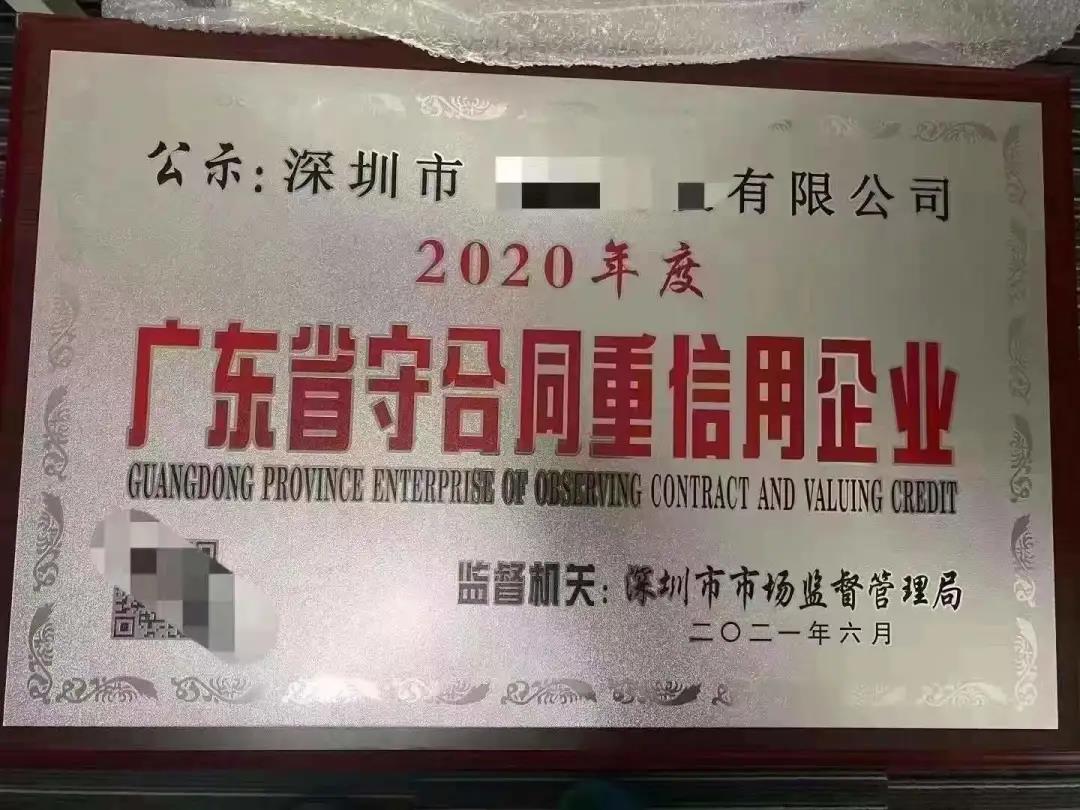 公示:深圳市 有限公司
2020年度
广东省守合同重信用企业
GUANGDONG PROVINCE ENTERPRISE OF OBSERVING CONTRACT AND VALUING CREDIT
监督机关:深圳市市场监督管理局
二〇二一年六月